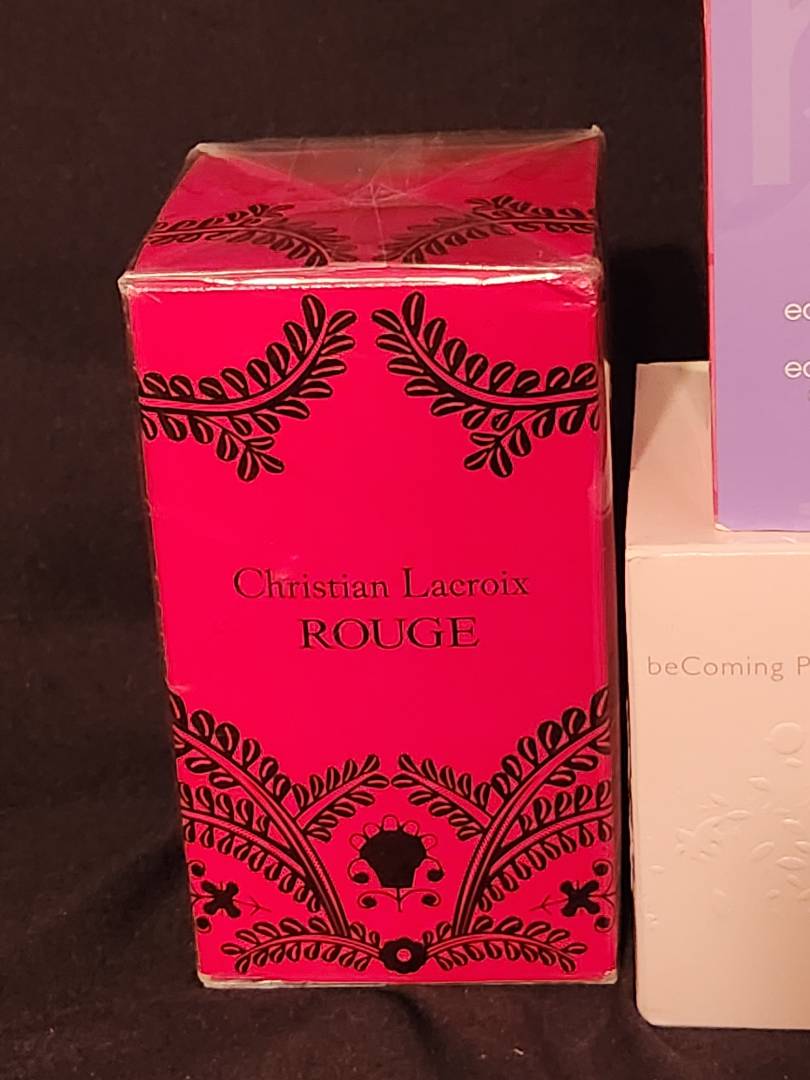 Christian Lacroix
ROUGE
beComing